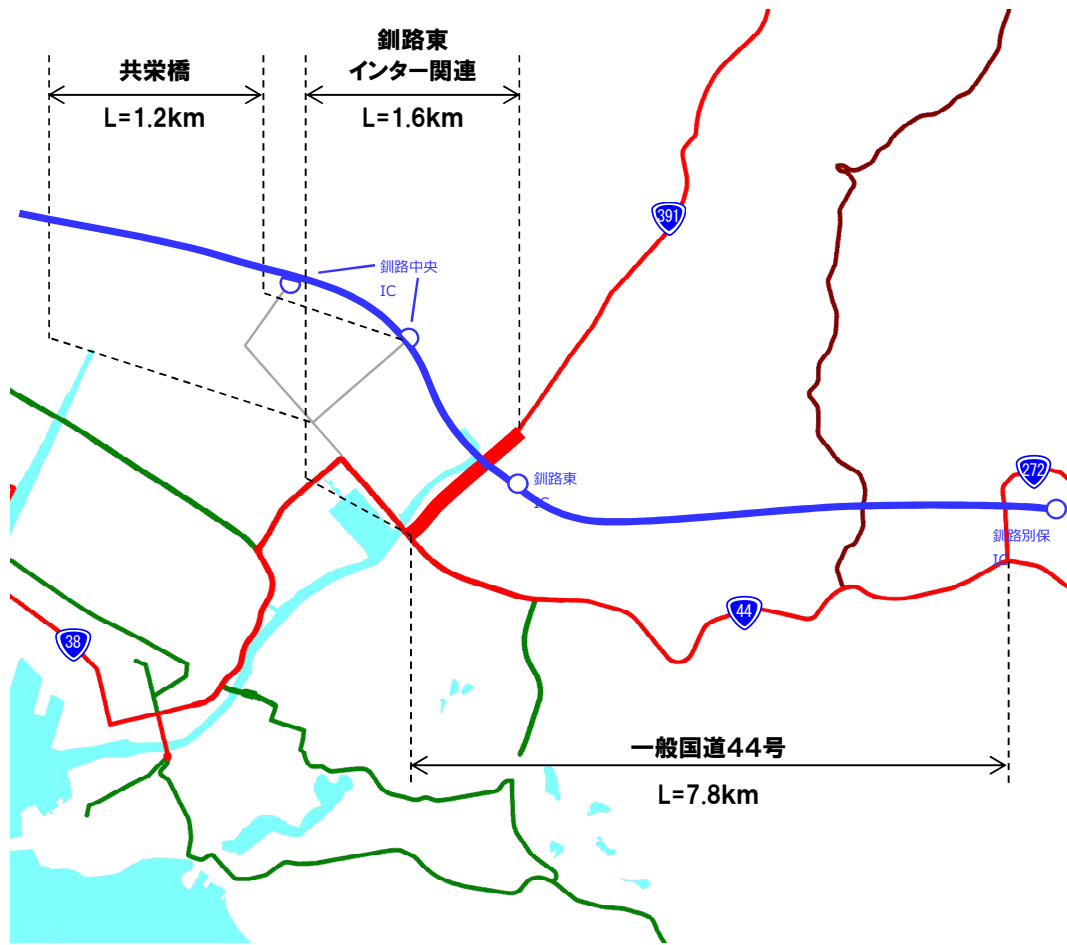 釧路東
共栄橋
インター関連
L=1.2km
L=1.6km
391
釧路中央
IC
釧路東
IC
272
釧路別保
IC
44
38
一般国道44号
L=7.8km